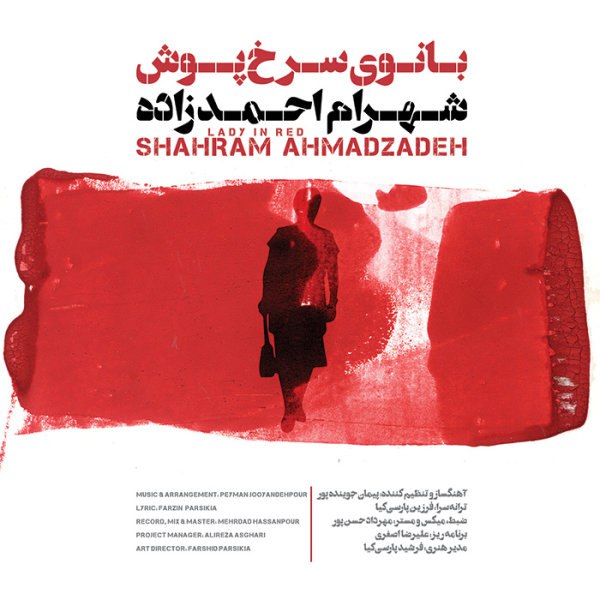 بانوی سرخ‌پوش
شهرام احمدزاده
LADY IN RED
SHAHRAM AHMADZADEH
MUSIC & ARRANGEMENT: PEYMAN JOOYANDEHPOUR
LYRIC: FARZIN PARSIKIA
RECORD, MIX & MASTER: MEHRDAD HASSANPOUR
PROJECT MANAGER: ALIREZA ASGHARI
ART DIRECTOR: FARSHID PARSIKIA
آهنگساز و تنظیم کننده: پیمان جوینده پور
ترانه سرا: فرزین پارسی کیا
ضبط، میکس و مستر: مهرداد حسن پور
برنامه ریز: علیرضا اصغری
مدیر هنری: فرشید پارسی کیا